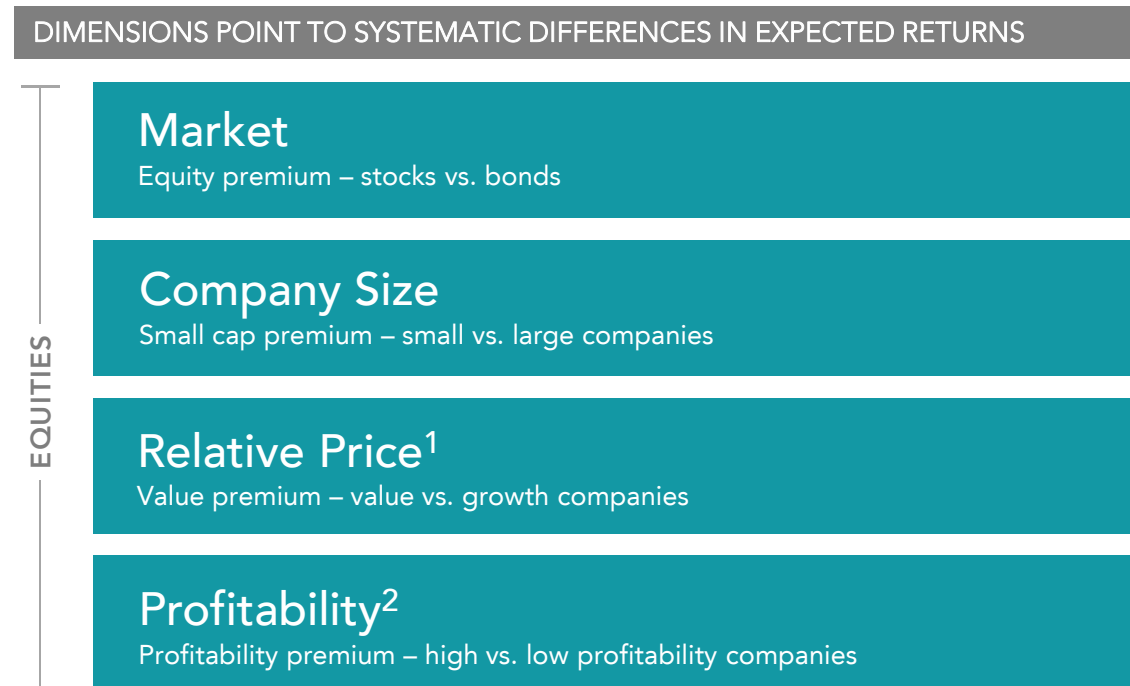 DIMENSIONS POINT TO SYSTEMATIC DIFFERENCES IN EXPECTED RETURNS
EQUITIES
Market
Equity premium – stocks vs. bonds
Company Size
Small cap premium – small vs. large companies
Relative Price¹
Value premium – value vs. growth companies
Profitability²
Profitability premium – high vs. low profitability companies